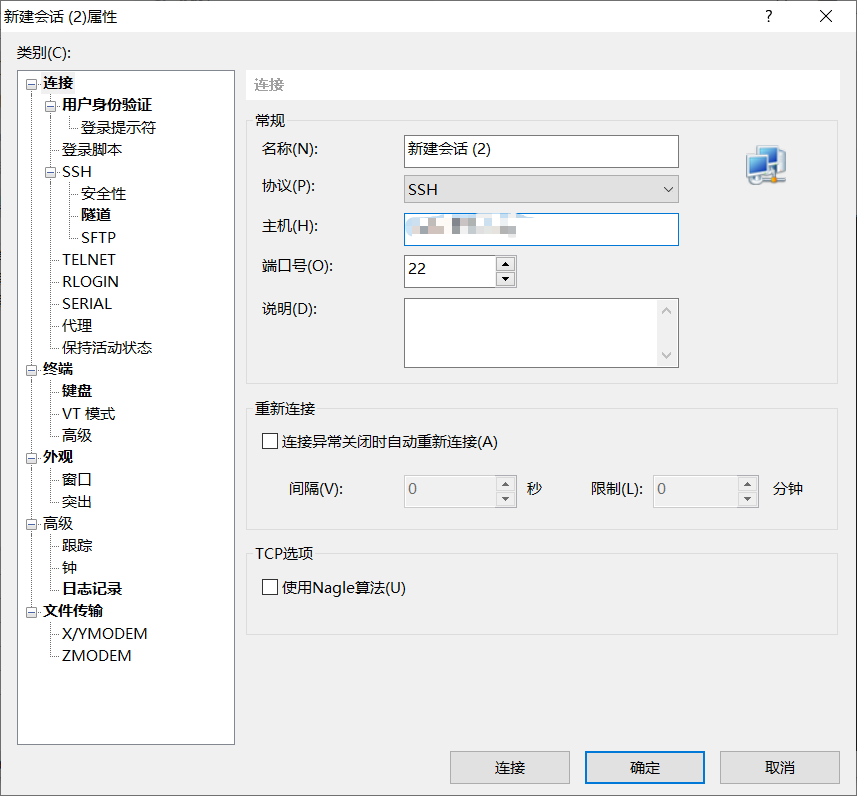 新建会话 (2)属性
?
类别(C):
连接
用户身份验证
登录提示符
登录脚本
SSH
安全性
隧道
SFTP
TELNET
RLOGIN
SERIAL
代理
保持活动状态
终端
键盘
VT 模式
高级
外观
窗口
突出
高级
跟踪
钟
日志记录
文件传输
X/YMODEM
ZMODEM
连接
常规
名称(N): 新建会话 (2)
协议(P): SSH
主机(H):
端口号(O): 22
说明(D):
重新连接
连接异常关闭时自动重新连接(A)
间隔(V): 0 秒 限制(L): 0 分钟
TCP选项
使用Nagle算法(U)
连接 确定 取消